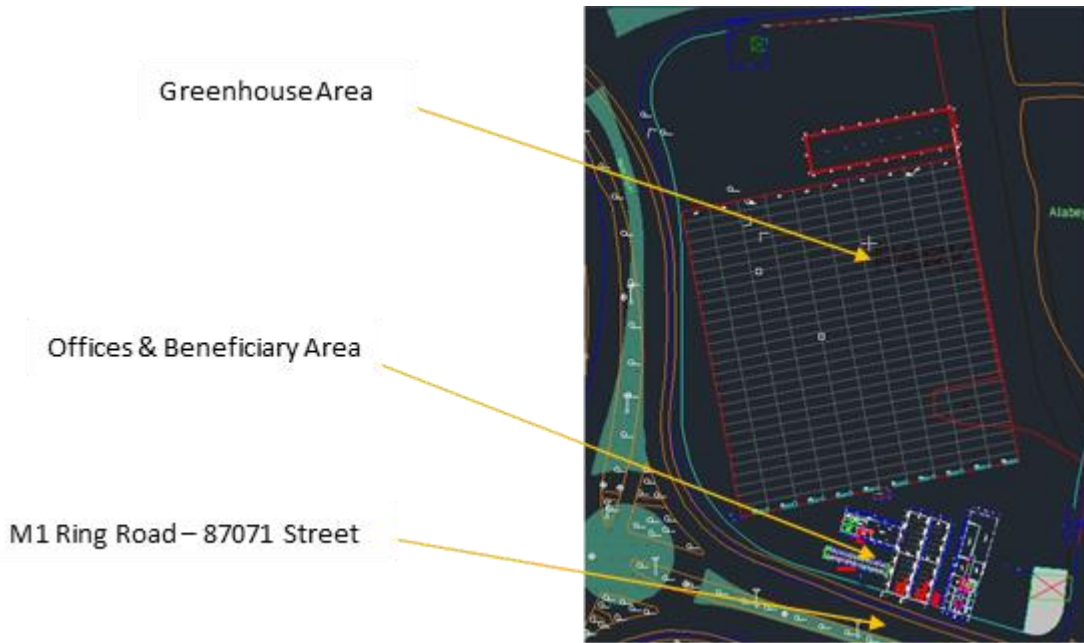 Greenhouse Area
Offices & Beneficiary Area
M1 Ring Road – 87071 Street